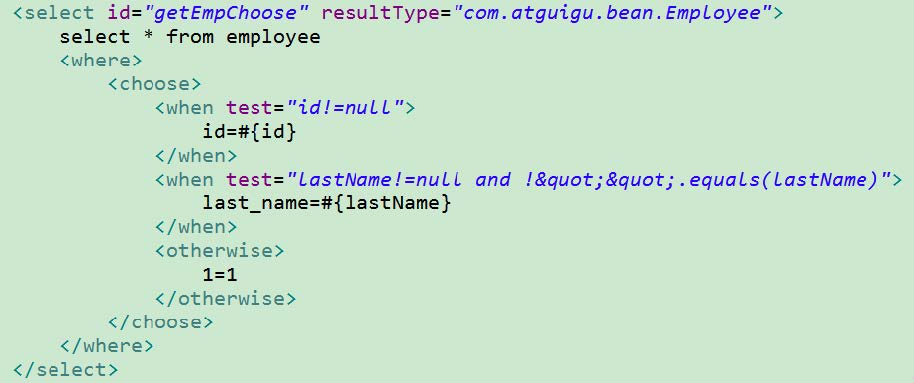 <select id="getEmpChoose" resultType="com.atguigu.bean.Employee">
    select * from employee
    <where>
        <choose>
            <when test="id!=null">
                id=#{id}
            </when>
            <when test="lastName!=null and !&quot;&quot;.equals(lastName)">
                last_name=#{lastName}
            </when>
            <otherwise>
                1=1
            </otherwise>
        </choose>
    </where>
</select>